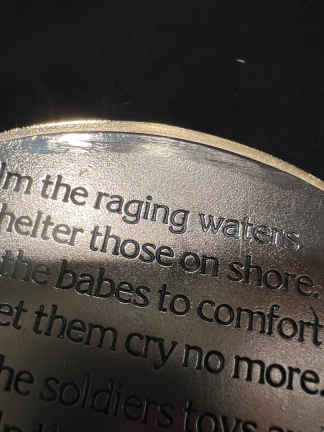 lm the raging waters
helter those on shore.
the babes to comfort
et them cry no more.
he soldiers toys